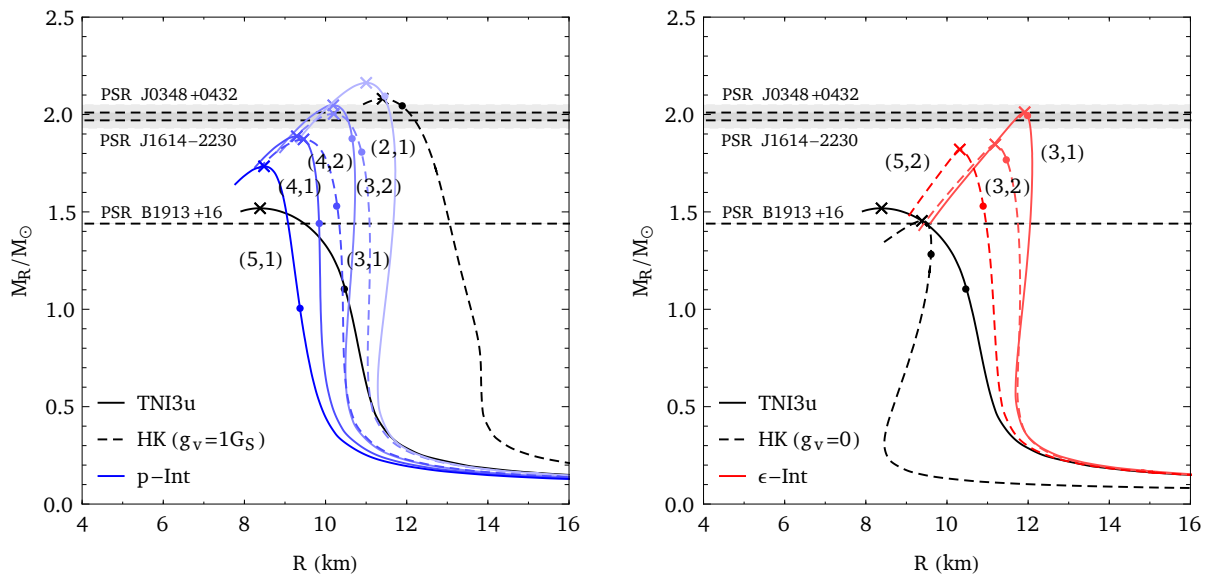 2.5
2.0
1.5
1.0
0.5
0.0
M_R/M_⊙
PSR J0348+0432
PSR J1614−2230
PSR B1913+16
(2,1)
(4,2)
(4,1)
(3,2)
(5,1)
(3,1)
TNI3u
HK (g_v=1G_S)
p−Int
4 6 8 10 12 14 16
R (km)
2.5
2.0
1.5
1.0
0.5
0.0
M_R/M_⊙
PSR J0348+0432
PSR J1614−2230
PSR B1913+16
(5,2)
(3,1)
(3,2)
TNI3u
HK (g_v=0)
ϵ−Int
4 6 8 10 12 14 16
R (km)